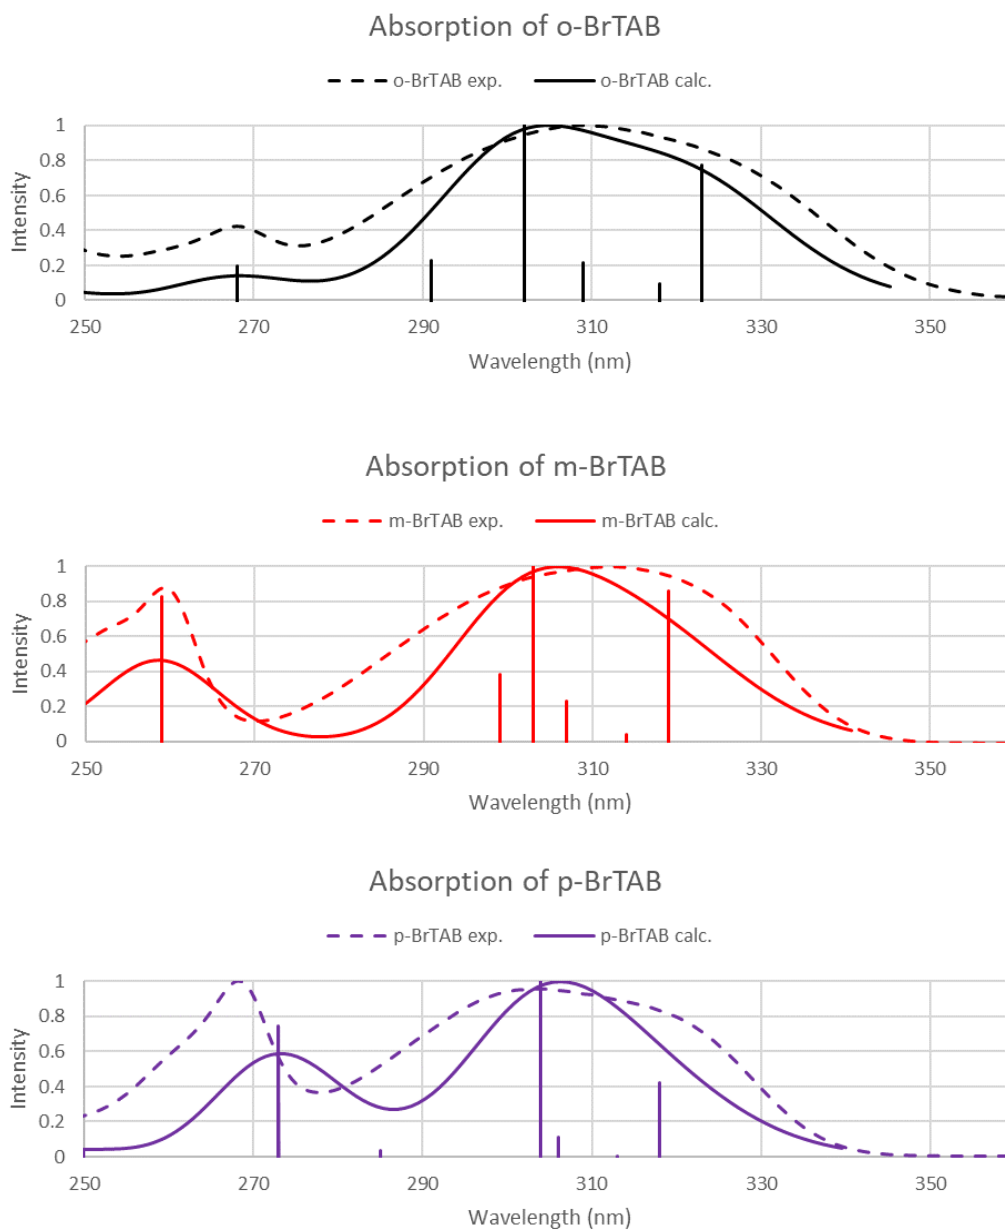 Absorption of o-BrTAB
o-BrTAB exp. o-BrTAB calc.
1
0.8
0.6
0.4
0.2
0
Intensity
250 270 290 310 330 350
Wavelength (nm)
Absorption of m-BrTAB
m-BrTAB exp. m-BrTAB calc.
1
0.8
0.6
0.4
0.2
0
Intensity
250 270 290 310 330 350
Wavelength (nm)
Absorption of p-BrTAB
p-BrTAB exp. p-BrTAB calc.
1
0.8
0.6
0.4
0.2
0
Intensity
250 270 290 310 330 350
Wavelength (nm)